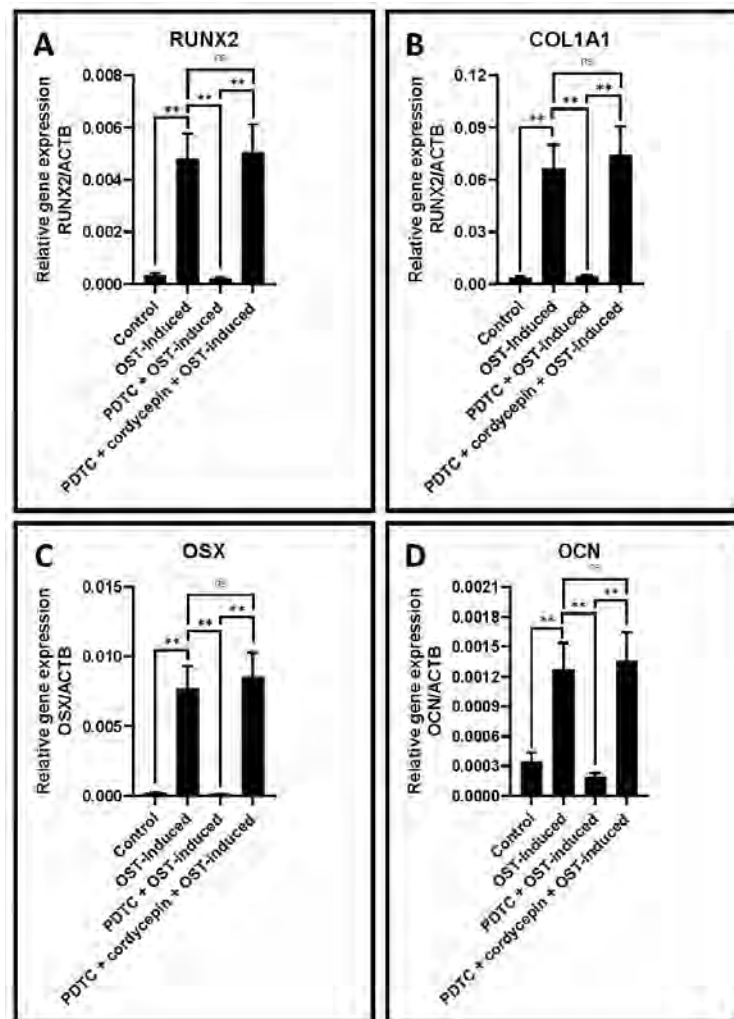 A
RUNX2
Relative gene expression
RUNX2/ACTB
0.008
0.006
0.004
0.002
0.000
ns
**
**
**
Control
OST-Induced
PDTC + OST-induced
PDTC + cordycepin + OST-induced
B
COL1A1
Relative gene expression
RUNX2/ACTB
0.12
0.09
0.06
0.03
0.00
ns
**
**
**
Control
OST-Induced
PDTC + OST-induced
PDTC + cordycepin + OST-induced
C
OSX
Relative gene expression
OSX/ACTB
0.015
0.010
0.005
0.000
ns
**
**
**
Control
OST-Induced
PDTC + OST-induced
PDTC + cordycepin + OST-induced
D
OCN
Relative gene expression
OCN/ACTB
0.0021
0.0018
0.0015
0.0012
0.0009
0.0006
0.0003
0.0000
ns
**
**
**
Control
OST-Induced
PDTC + OST-induced
PDTC + cordycepin + OST-induced